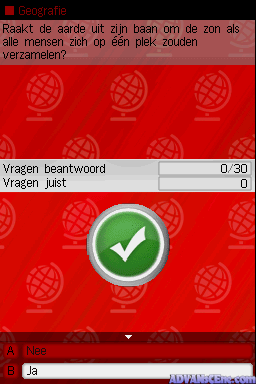 Geografie
Raakt de aarde uit zijn baan om de zon als
alle mensen zich op één plek zouden
verzamelen?
Vragen beantwoord 0/30
Vragen juist 0
A Nee
B Ja
ADVANSCENE.com